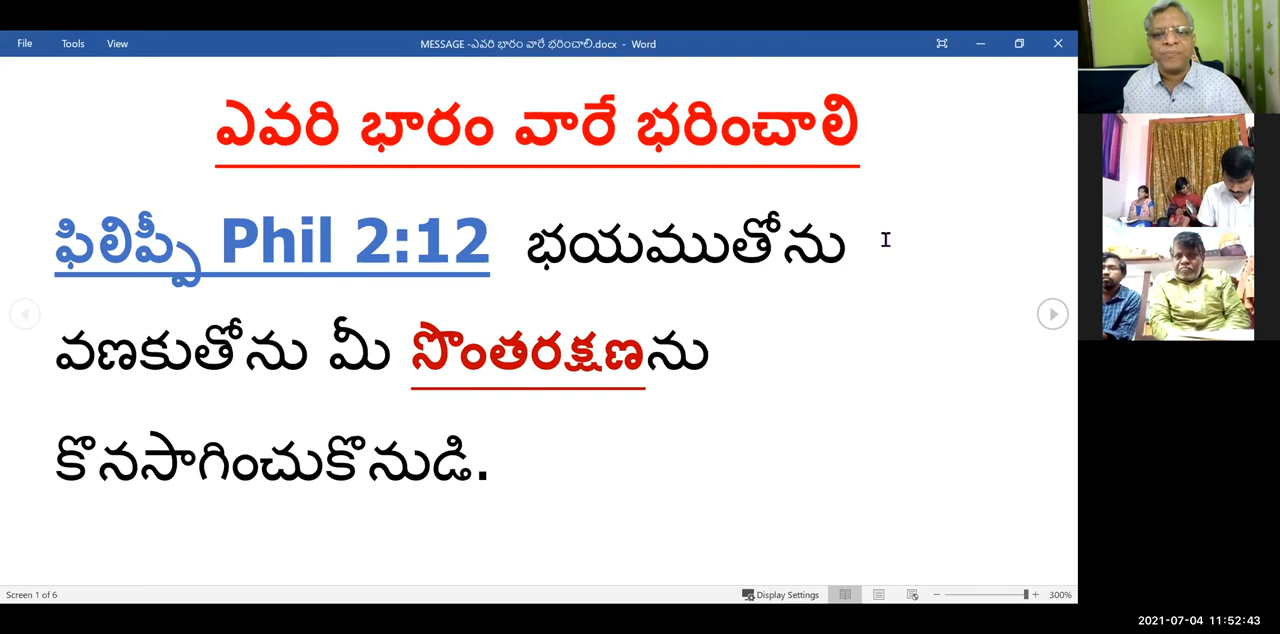 File Tools View MESSAGE -ఎవరి భారం వారే భరించాలి.docx - Word
ఎవరి భారం వారే భరించాలి
ఫిలిప్పీ Phil 2:12 భయముతోను
వణకుతోను మీ సొంతరక్షణను
కొనసాగించుకొనుడి.
Screen 1 of 6 Display Settings 300%
2021-07-04 11:52:43